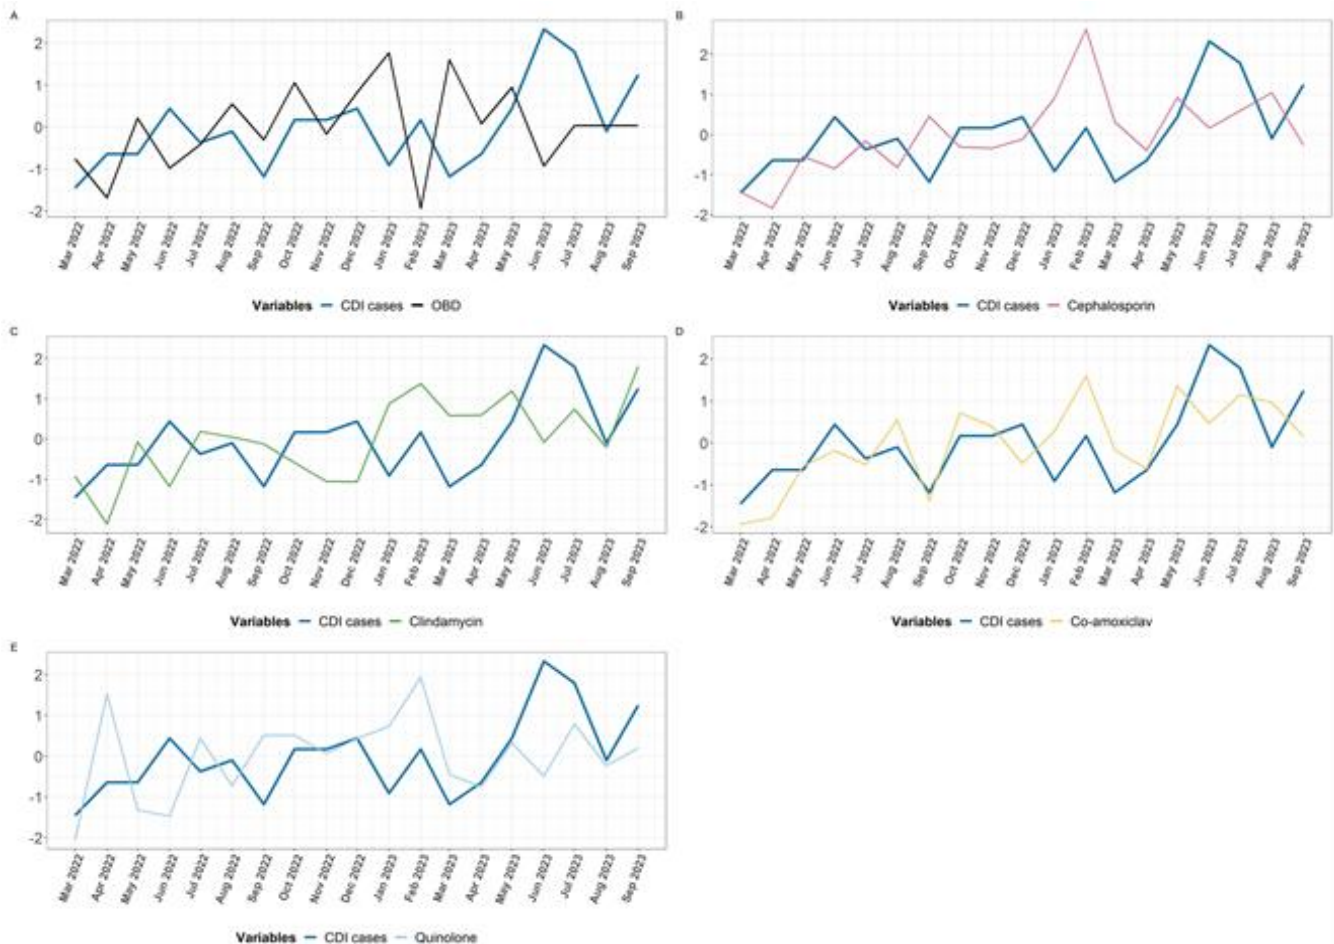 A
2
1
0
-1
-2
Mar 2022 Apr 2022 May 2022 Jun 2022 Jul 2022 Aug 2022 Sep 2022 Oct 2022 Nov 2022 Dec 2022 Jan 2023 Feb 2023 Mar 2023 Apr 2023 May 2023 Jun 2023 Jul 2023 Aug 2023 Sep 2023
Variables CDI cases OBD
B
2
1
0
-1
-2
Mar 2022 Apr 2022 May 2022 Jun 2022 Jul 2022 Aug 2022 Sep 2022 Oct 2022 Nov 2022 Dec 2022 Jan 2023 Feb 2023 Mar 2023 Apr 2023 May 2023 Jun 2023 Jul 2023 Aug 2023 Sep 2023
Variables CDI cases Cephalosporin
C
2
1
0
-1
-2
Mar 2022 Apr 2022 May 2022 Jun 2022 Jul 2022 Aug 2022 Sep 2022 Oct 2022 Nov 2022 Dec 2022 Jan 2023 Feb 2023 Mar 2023 Apr 2023 May 2023 Jun 2023 Jul 2023 Aug 2023 Sep 2023
Variables CDI cases Clindamycin
D
2
1
0
-1
-2
Mar 2022 Apr 2022 May 2022 Jun 2022 Jul 2022 Aug 2022 Sep 2022 Oct 2022 Nov 2022 Dec 2022 Jan 2023 Feb 2023 Mar 2023 Apr 2023 May 2023 Jun 2023 Jul 2023 Aug 2023 Sep 2023
Variables CDI cases Co-amoxiclav
E
2
1
0
-1
-2
Mar 2022 Apr 2022 May 2022 Jun 2022 Jul 2022 Aug 2022 Sep 2022 Oct 2022 Nov 2022 Dec 2022 Jan 2023 Feb 2023 Mar 2023 Apr 2023 May 2023 Jun 2023 Jul 2023 Aug 2023 Sep 2023
Variables CDI cases Quinolone